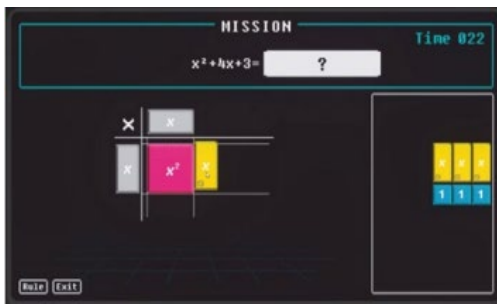 MISSION
Time 022
x²+4x+3= ?
× x
x x² x
x x x
1 1 1
Rule Exit